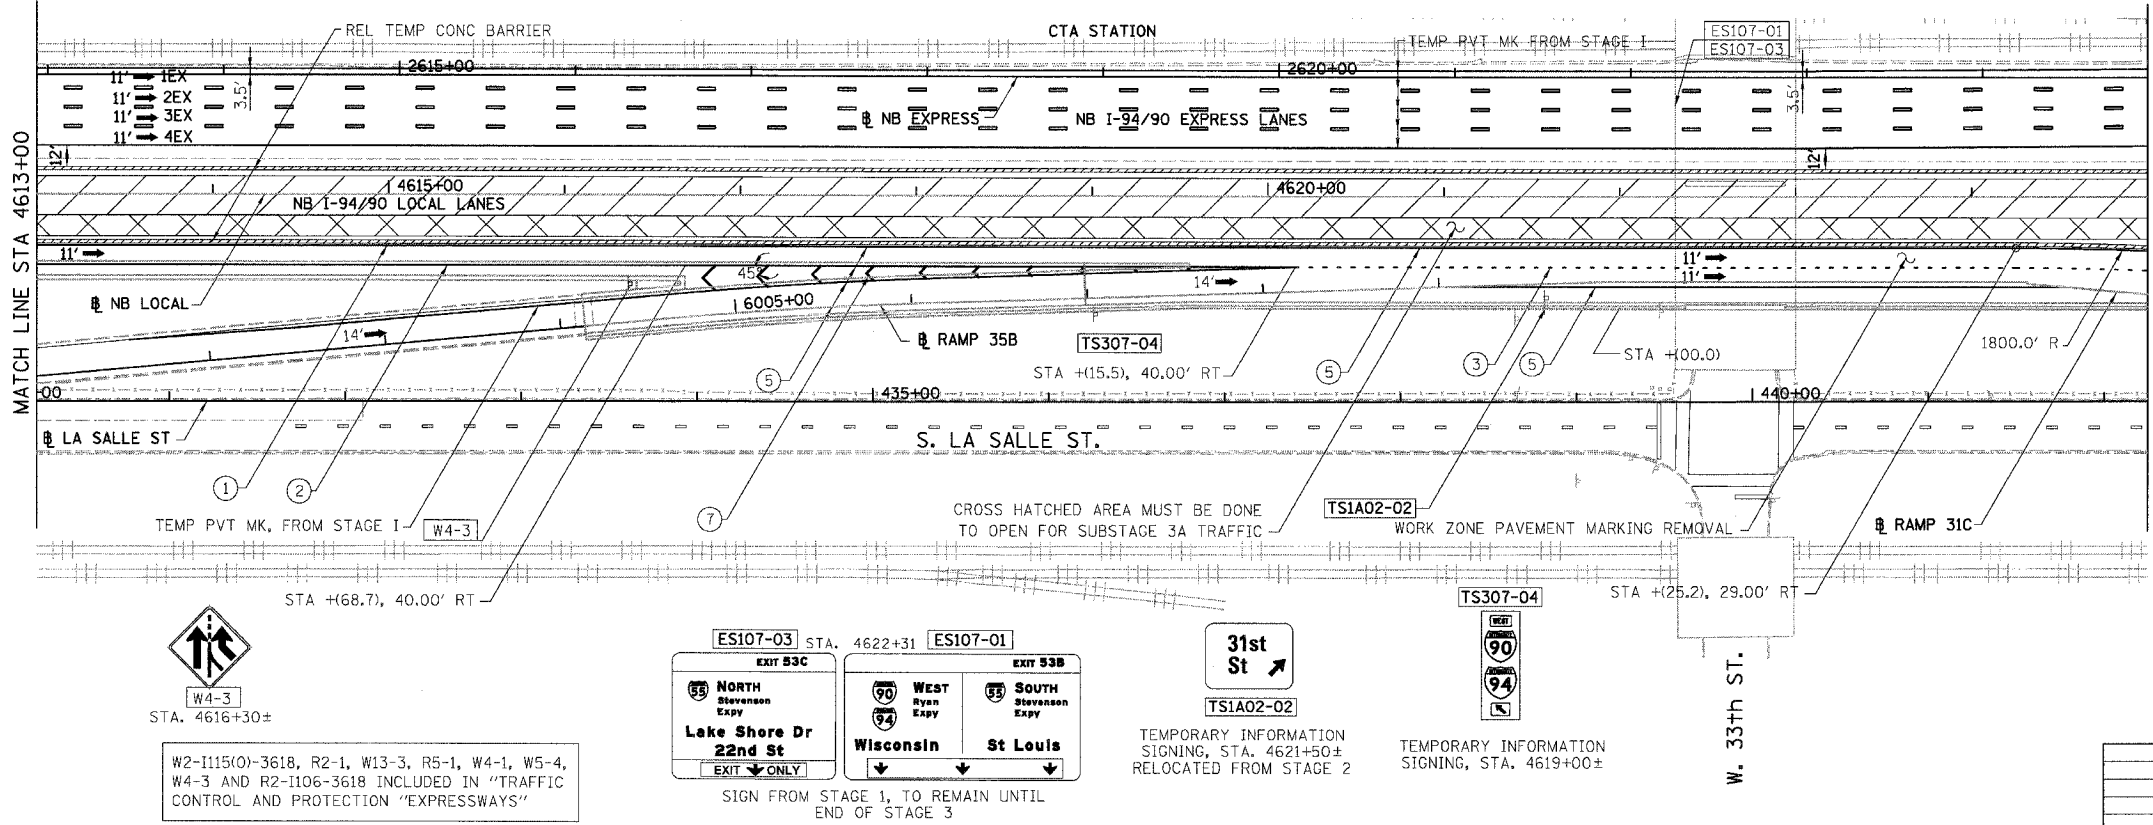 REL TEMP CONC BARRIER
CTA STATION
TEMP PVT MK FROM STAGE I
ES107-01
ES107-03
2615+00
2620+00
11' 1EX
11' 2EX
11' 3EX
11' 4EX
3.5'
3.5'
℄ NB EXPRESS
NB I-94/90 EXPRESS LANES
12'
12'
MATCH LINE STA 4613+00
4615+00
4620+00
NB I-94/90 LOCAL LANES
11'
11'
11'
45°
14'
℄ NB LOCAL
6005+00
14'
℄ RAMP 35B
TS307-04
STA +(15.5), 40.00' RT
5
5
3
5
STA +(00.0)
1800.0' R
00
435+00
440+00
℄ LA SALLE ST
S. LA SALLE ST.
1
2
7
TEMP PVT MK, FROM STAGE I
W4-3
CROSS HATCHED AREA MUST BE DONE
TO OPEN FOR SUBSTAGE 3A TRAFFIC
TS1A02-02
WORK ZONE PAVEMENT MARKING REMOVAL
℄ RAMP 31C
STA +(68.7), 40.00' RT
STA +(25.2), 29.00' RT
W4-3
STA. 4616+30±
W2-I115(O)-3618, R2-1, W13-3, R5-1, W4-1, W5-4,
W4-3 AND R2-I106-3618 INCLUDED IN "TRAFFIC
CONTROL AND PROTECTION "EXPRESSWAYS"
ES107-03 STA. 4622+31 ES107-01
EXIT 53C
55 NORTH
Stevenson
Expy
Lake Shore Dr
22nd St
EXIT ONLY
EXIT 53B
90 WEST
94 Ryan
Expy
Wisconsin
55 SOUTH
Stevenson
Expy
St Louis
SIGN FROM STAGE 1, TO REMAIN UNTIL
END OF STAGE 3
31st
St
TS1A02-02
TEMPORARY INFORMATION
SIGNING, STA. 4621+50±
RELOCATED FROM STAGE 2
TS307-04
WEST
90
94
TEMPORARY INFORMATION
SIGNING, STA. 4619+00±
W. 33th ST.